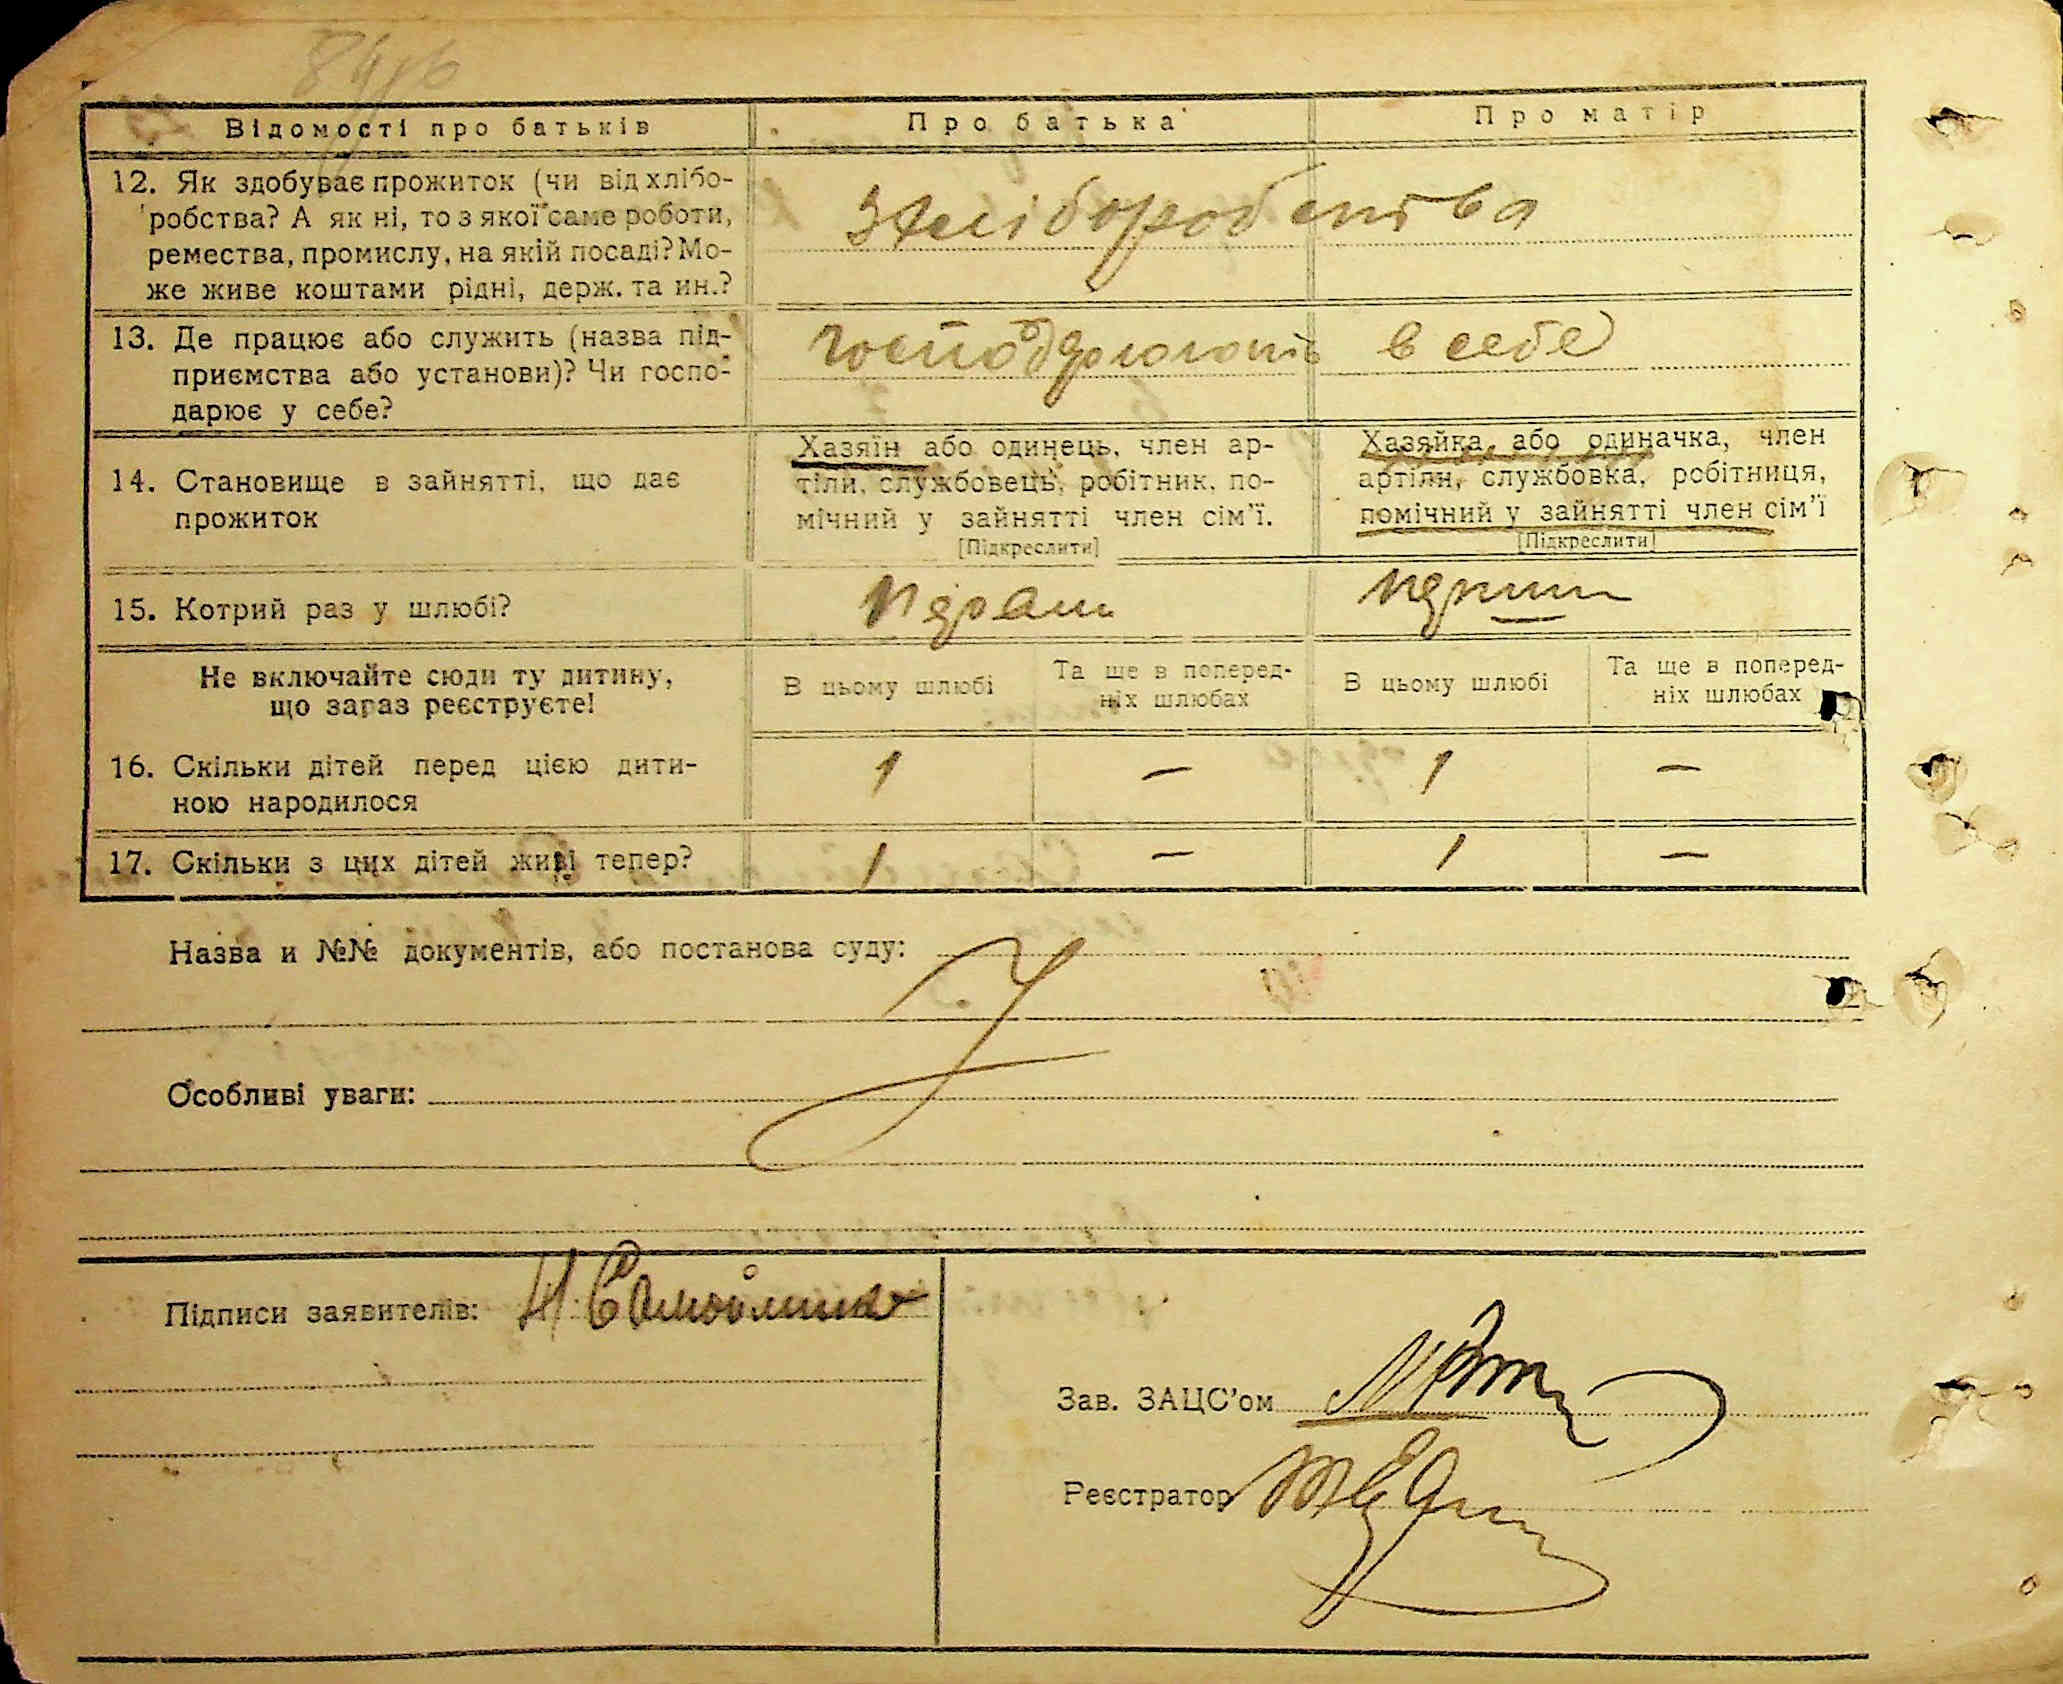 Відомості про батьків
Про батька
Про матір
12. Як здобуває прожиток (чи від хлібо-
робства? А як ні, то з якої саме роботи,
ремества, промислу, на якій посаді? Мо-
же живе коштами рідні, держ. та ин.?
з хліборобства
13. Де працює або служить (назва під-
приємства або установи)? Чи госпо-
дарює у себе?
в себе
14. Становище в зайнятті, що дає
прожиток
Хазяїн або одинець, член ар-
тіли, службовець, робітник, по-
мічний у зайнятті член сім'ї.
[Підкреслити]
Хазяйка, або одиначка, член
артіли, службовка, робітниця,
помічний у зайнятті член сім'ї
[Підкреслити]
15. Котрий раз у шлюбі?
Не включайте сюди ту дитину,
що зараз реєструєте!
В цьому шлюбі
Та ще в поперед-
ніх шлюбах
В цьому шлюбі
Та ще в поперед-
ніх шлюбах
16. Скільки дітей перед цією дити-
ною народилося
1 — 1 —
17. Скільки з цих дітей живі тепер?
1 — 1 —
Назва и №№ документів, або постанова суду:
Особливі уваги:
Підписи заявителів:
Зав. ЗАЦС'ом
Реєстратор